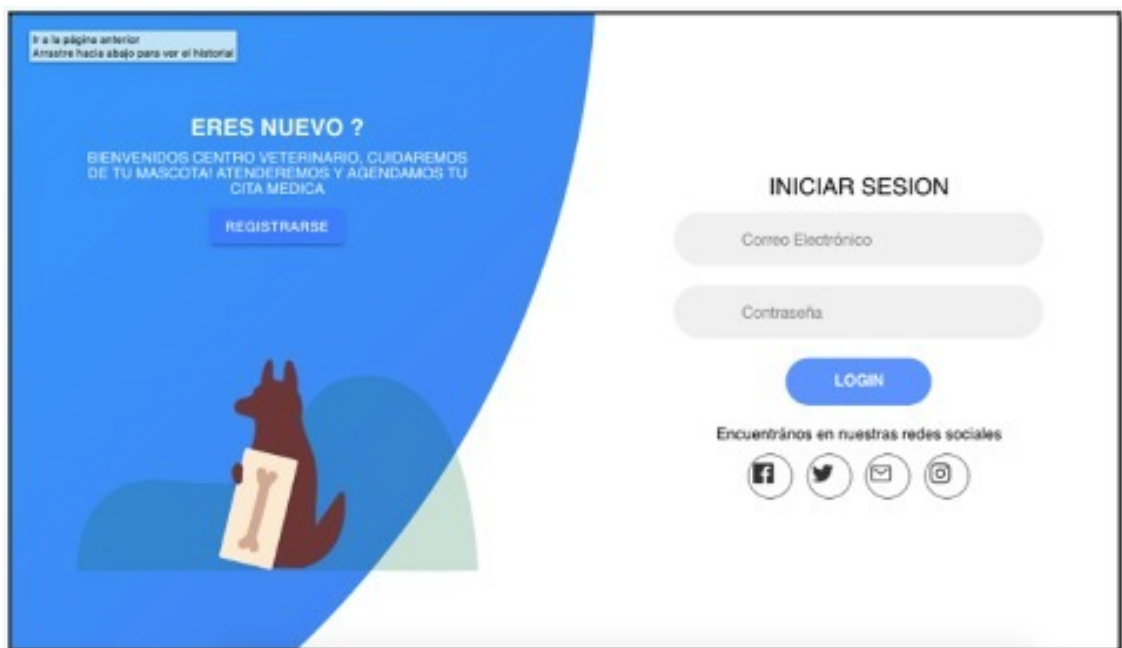 Ir a la página anterior
Arrastre hacia abajo para ver el historial
ERES NUEVO ?
BIENVENIDOS CENTRO VETERINARIO, CUIDAREMOS
DE TU MASCOTA! ATENDEREMOS Y AGENDAMOS TU
CITA MEDICA
REGISTRARSE
INICIAR SESION
Correo Electrónico
Contraseña
LOGIN
Encuentrános en nuestras redes sociales